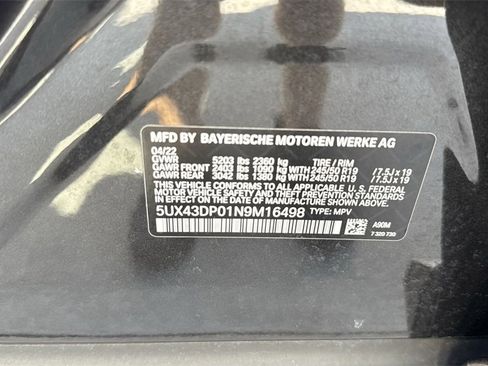 MFD BY BAYERISCHE MOTOREN WERKE AG
04/22
GVWR 5203 lbs 2360 kg TIRE / RIM
GAWR FRONT 2403 lbs 1090 kg WITH 245/50 R19 / 7.5J x 19
GAWR REAR 3042 lbs 1380 kg WITH 245/50 R19 / 7.5J x 19
THIS VEHICLE CONFORMS TO ALL APPLICABLE U. S. FEDERAL
MOTOR VEHICLE SAFETY AND THEFT PREVENTION STANDARDS IN
EFFECT ON THE DATE OF MANUFACTURE SHOWN ABOVE.
5UX43DP01N9M16498 TYPE: MPV
A90M
7 320 730